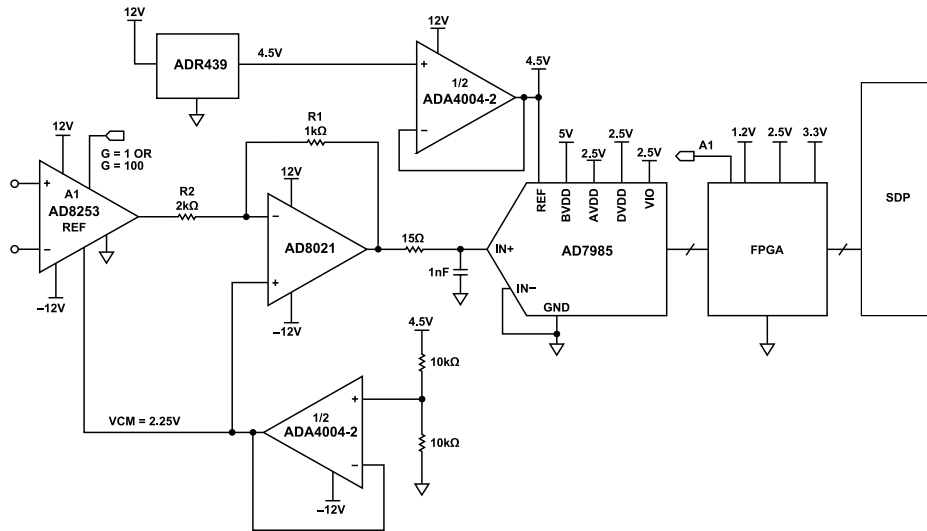 12V
ADR439
4.5V
12V
+
1/2
ADA4004-2
−
4.5V
12V
G = 1 OR
G = 100
+
A1
AD8253
REF
−
−12V
R2
2kΩ
R1
1kΩ
12V
−
AD8021
+
−12V
15Ω
1nF
5V
2.5V
2.5V
2.5V
REF
BVDD
AVDD
DVDD
VIO
IN+
AD7985
IN−
GND
A1
1.2V
2.5V
3.3V
FPGA
SDP
VCM = 2.25V
1/2
ADA4004-2
+
−
−12V
4.5V
10kΩ
10kΩ